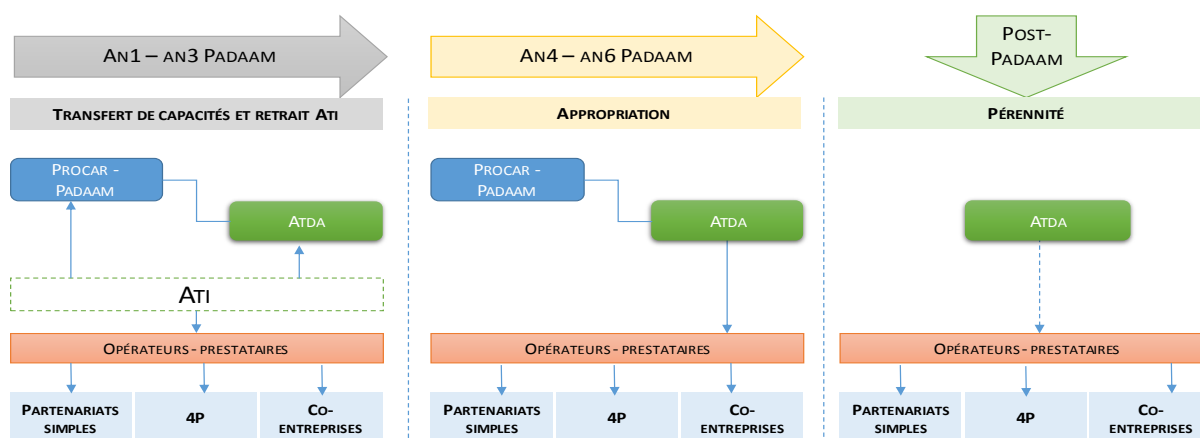 AN1 – AN3 PADAAM
AN4 – AN6 PADAAM
POST-
PADAAM
TRANSFERT DE CAPACITÉS ET RETRAIT ATI
APPROPRIATION
PÉRENNITÉ
PROCAR -
PADAAM
ATDA
ATI
OPÉRATEURS - PRESTATAIRES
PARTENARIATS
SIMPLES
4P
CO-
ENTREPRISES
PROCAR -
PADAAM
ATDA
OPÉRATEURS - PRESTATAIRES
PARTENARIATS
SIMPLES
4P
CO-
ENTREPRISES
ATDA
OPÉRATEURS - PRESTATAIRES
PARTENARIATS
SIMPLES
4P
CO-
ENTREPRISES